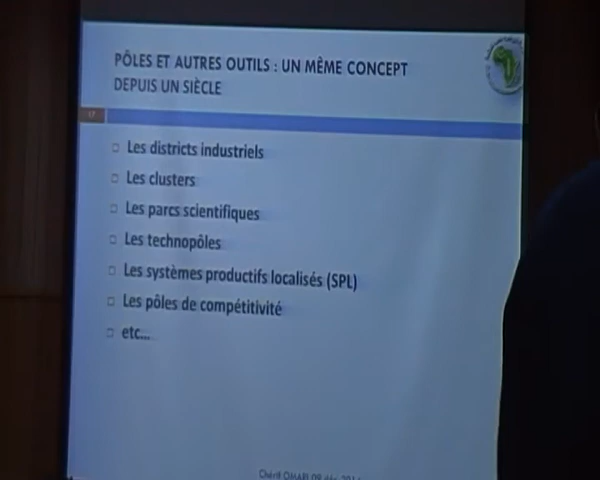 PÔLES ET AUTRES OUTILS : UN MÊME CONCEPT
DEPUIS UN SIÈCLE
17
Les districts industriels
Les clusters
Les parcs scientifiques
Les technopôles
Les systèmes productifs localisés (SPL)
Les pôles de compétitivité
etc...